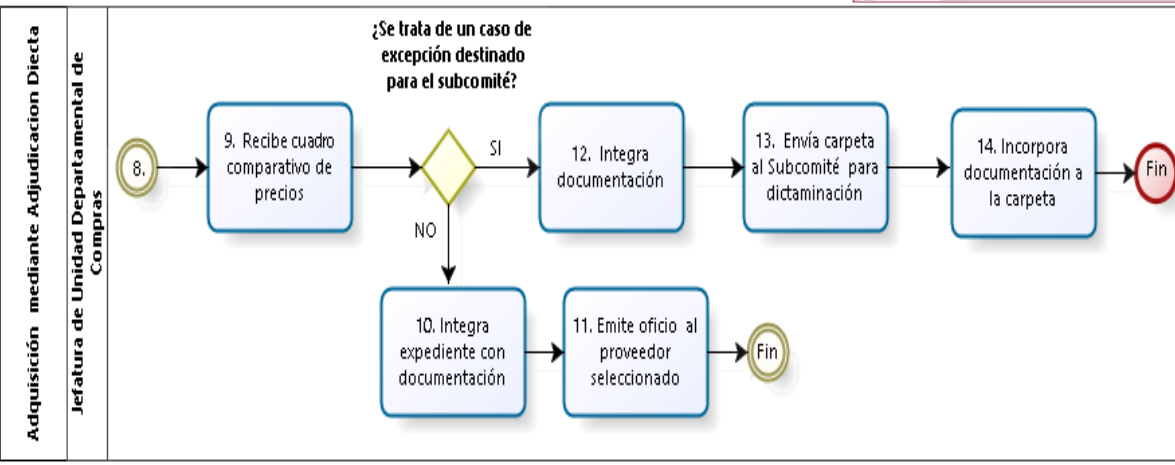 Adquisición mediante Adjudicacion Diecta
Jefatura de Unidad Departamental de
Compras
¿Se trata de un caso de
excepción destinado
para el subcomité?
8.
9. Recibe cuadro
comparativo de
precios
SI
12. Integra
documentación
13. Envía carpeta
al Subcomité para
dictaminación
14. Incorpora
documentación a
la carpeta
Fin
NO
10. Integra
expediente con
documentación
11. Emite oficio al
proveedor
seleccionado
Fin